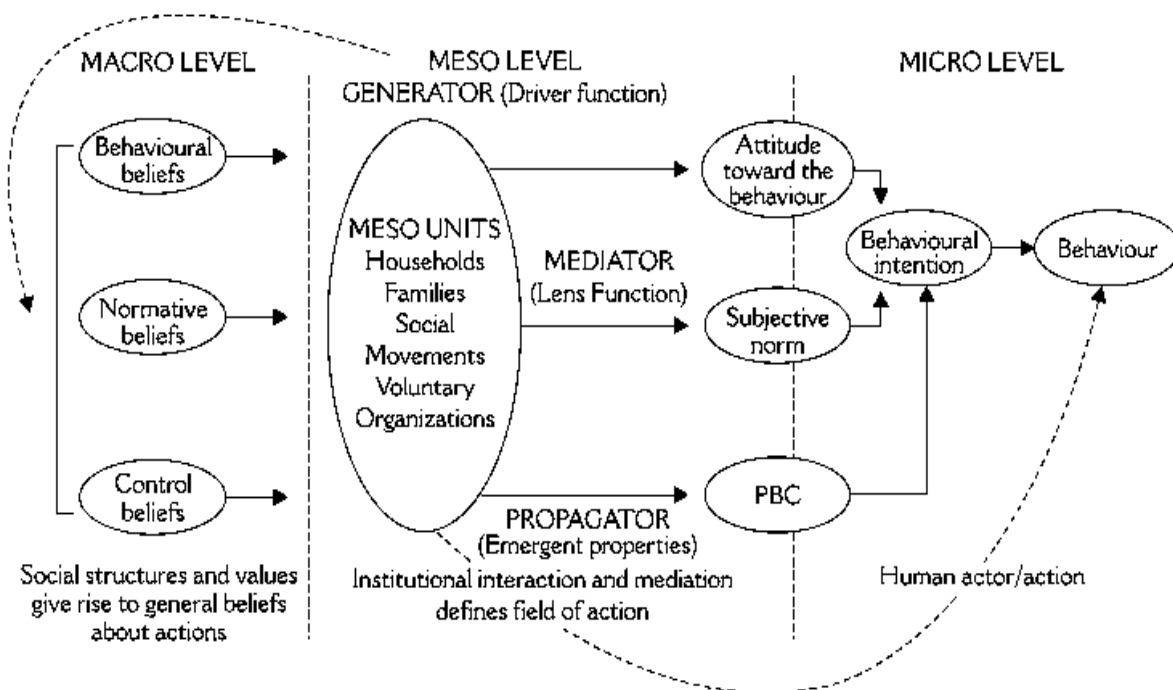 MACRO LEVEL
Behavioural
beliefs
Normative
beliefs
Control
beliefs
Social structures and values
give rise to general beliefs
about actions
MESO LEVEL
GENERATOR (Driver function)
MESO UNITS
Households
Families
Social
Movements
Voluntary
Organizations
MEDIATOR
(Lens Function)
PROPAGATOR
(Emergent properties)
Institutional interaction and mediation
defines field of action
MICRO LEVEL
Attitude
toward the
behaviour
Subjective
norm
PBC
Behavioural
intention
Behaviour
Human actor/action